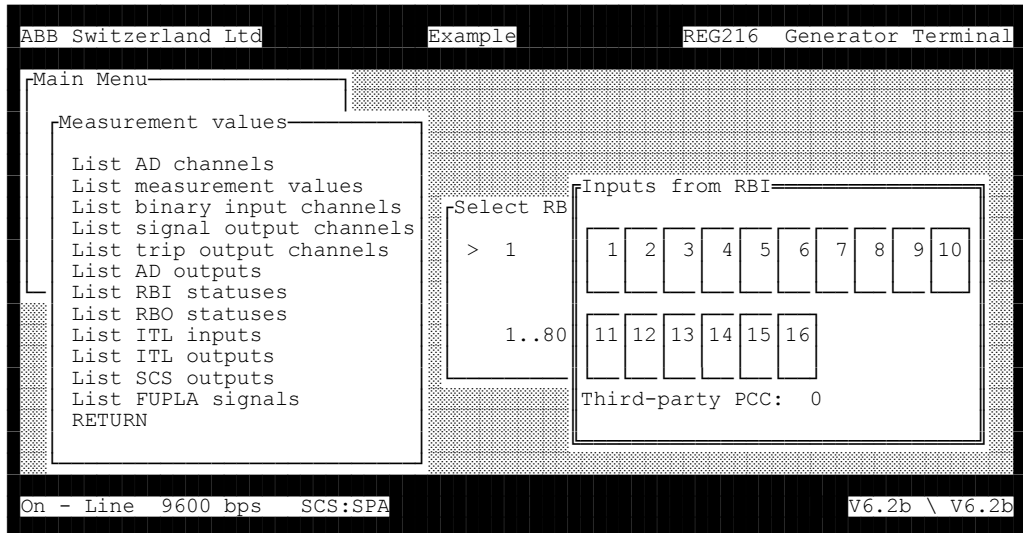 ABB Switzerland Ltd Example REG216 Generator Terminal
Main Menu
Measurement values
List AD channels
List measurement values
List binary input channels
List signal output channels
List trip output channels
List AD outputs
List RBI statuses
List RBO statuses
List ITL inputs
List ITL outputs
List SCS outputs
List FUPLA signals
RETURN
Select RB
> 1
1..80
Inputs from RBI
1 2 3 4 5 6 7 8 9 10
11 12 13 14 15 16
Third-party PCC: 0
On - Line 9600 bps SCS:SPA V6.2b \ V6.2b